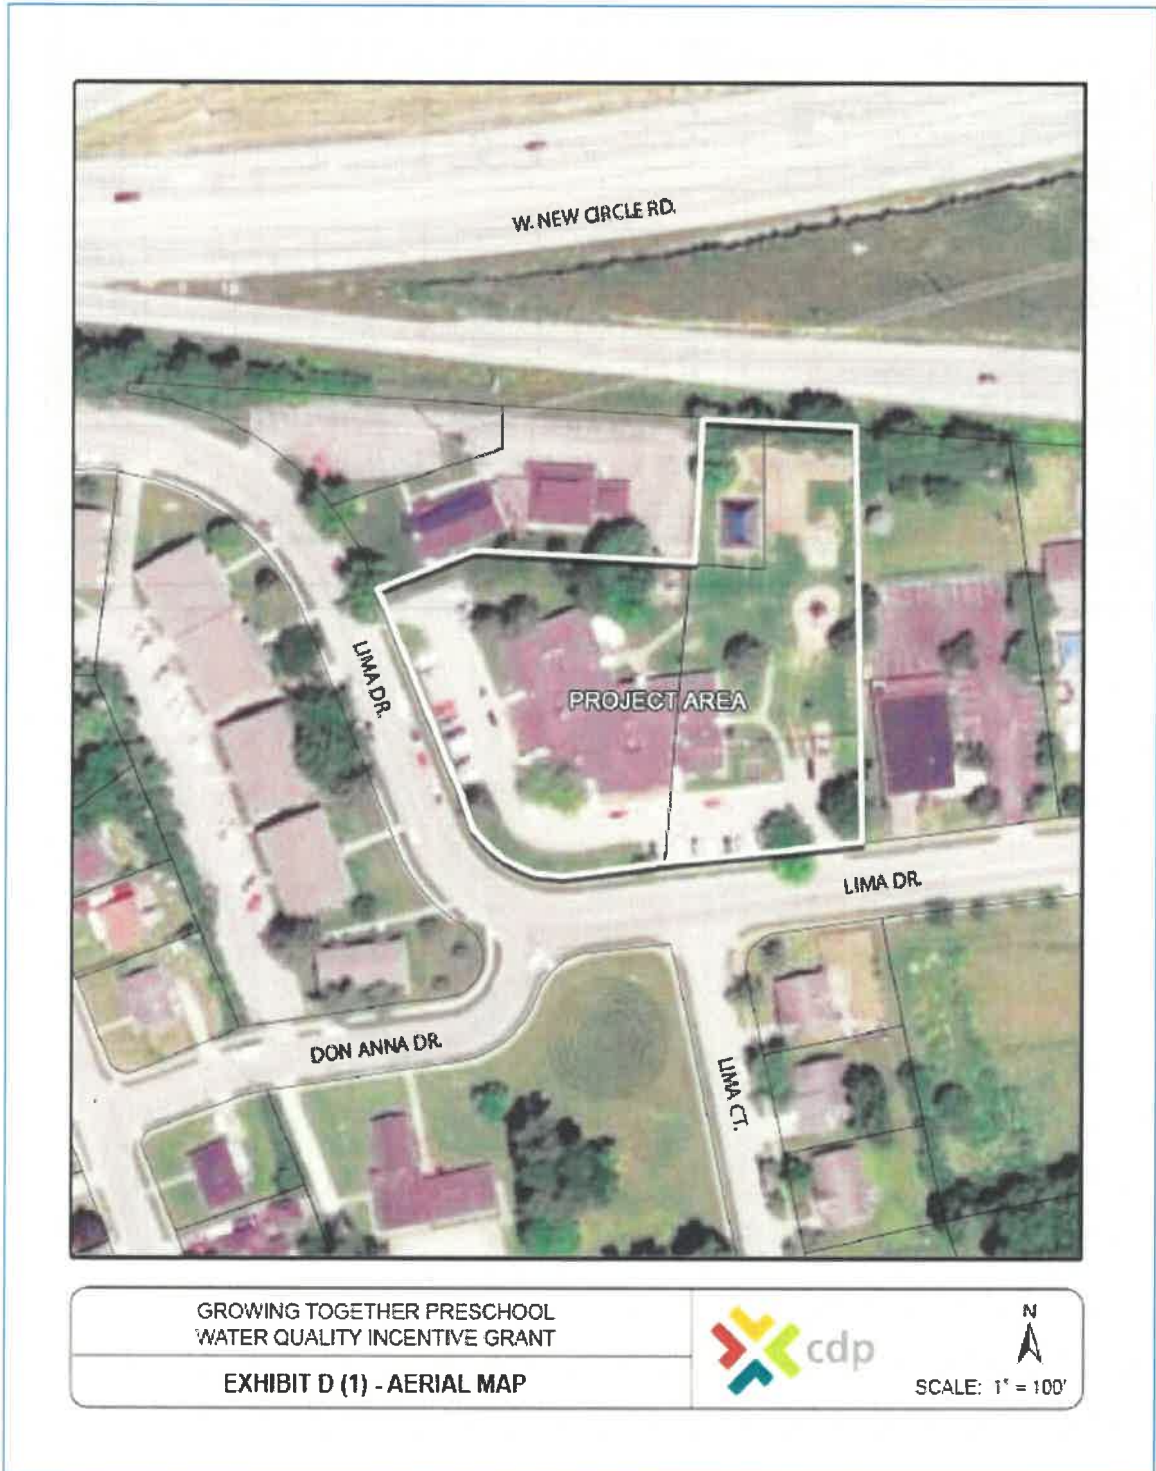 W. NEW CIRCLE RD.
LIMA DR.
PROJECT AREA
LIMA DR.
DON ANNA DR.
LIMA CT.
GROWING TOGETHER PRESCHOOL
WATER QUALITY INCENTIVE GRANT
EXHIBIT D (1) - AERIAL MAP
cdp
N
SCALE: 1" = 100'